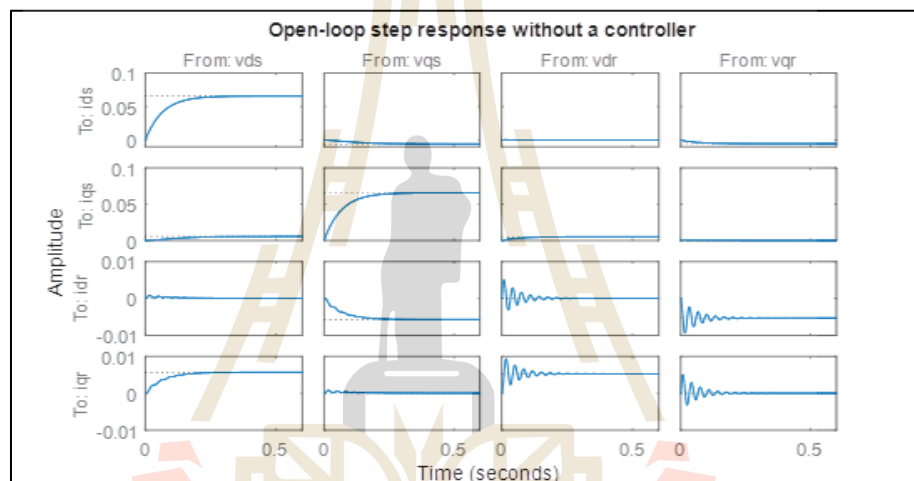 Open-loop step response without a controller
From: vds From: vqs From: vdr From: vqr
Amplitude
To: ids
0.1
0.05
0
To: iqs
0.1
0.05
0
To: idr
0.01
0
-0.01
To: iqr
0.01
0
-0.01
0 0.5 0 0.5 0 0.5 0 0.5
Time (seconds)